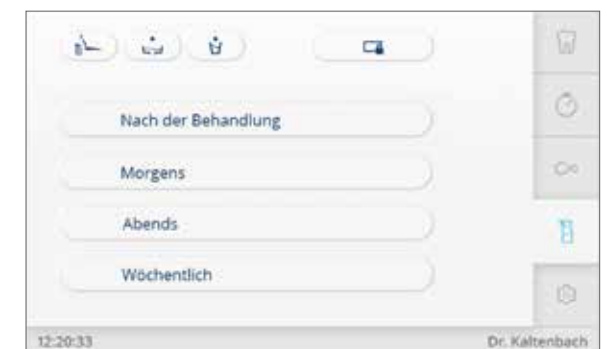 Nach der Behandlung
Morgens
Abends
Wöchentlich
12:20:33
Dr. Kaltenbach